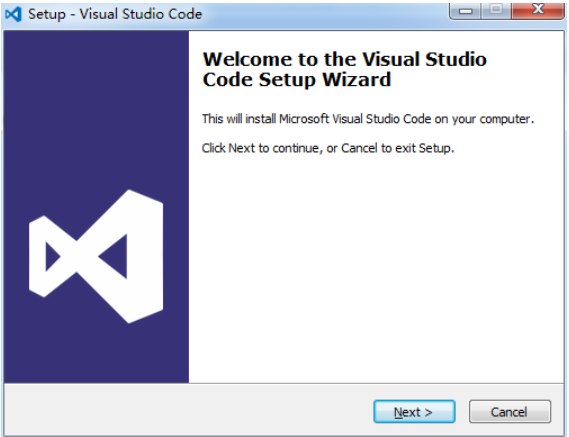 Setup - Visual Studio Code
Welcome to the Visual Studio
Code Setup Wizard
This will install Microsoft Visual Studio Code on your computer.
Click Next to continue, or Cancel to exit Setup.
Next >
Cancel